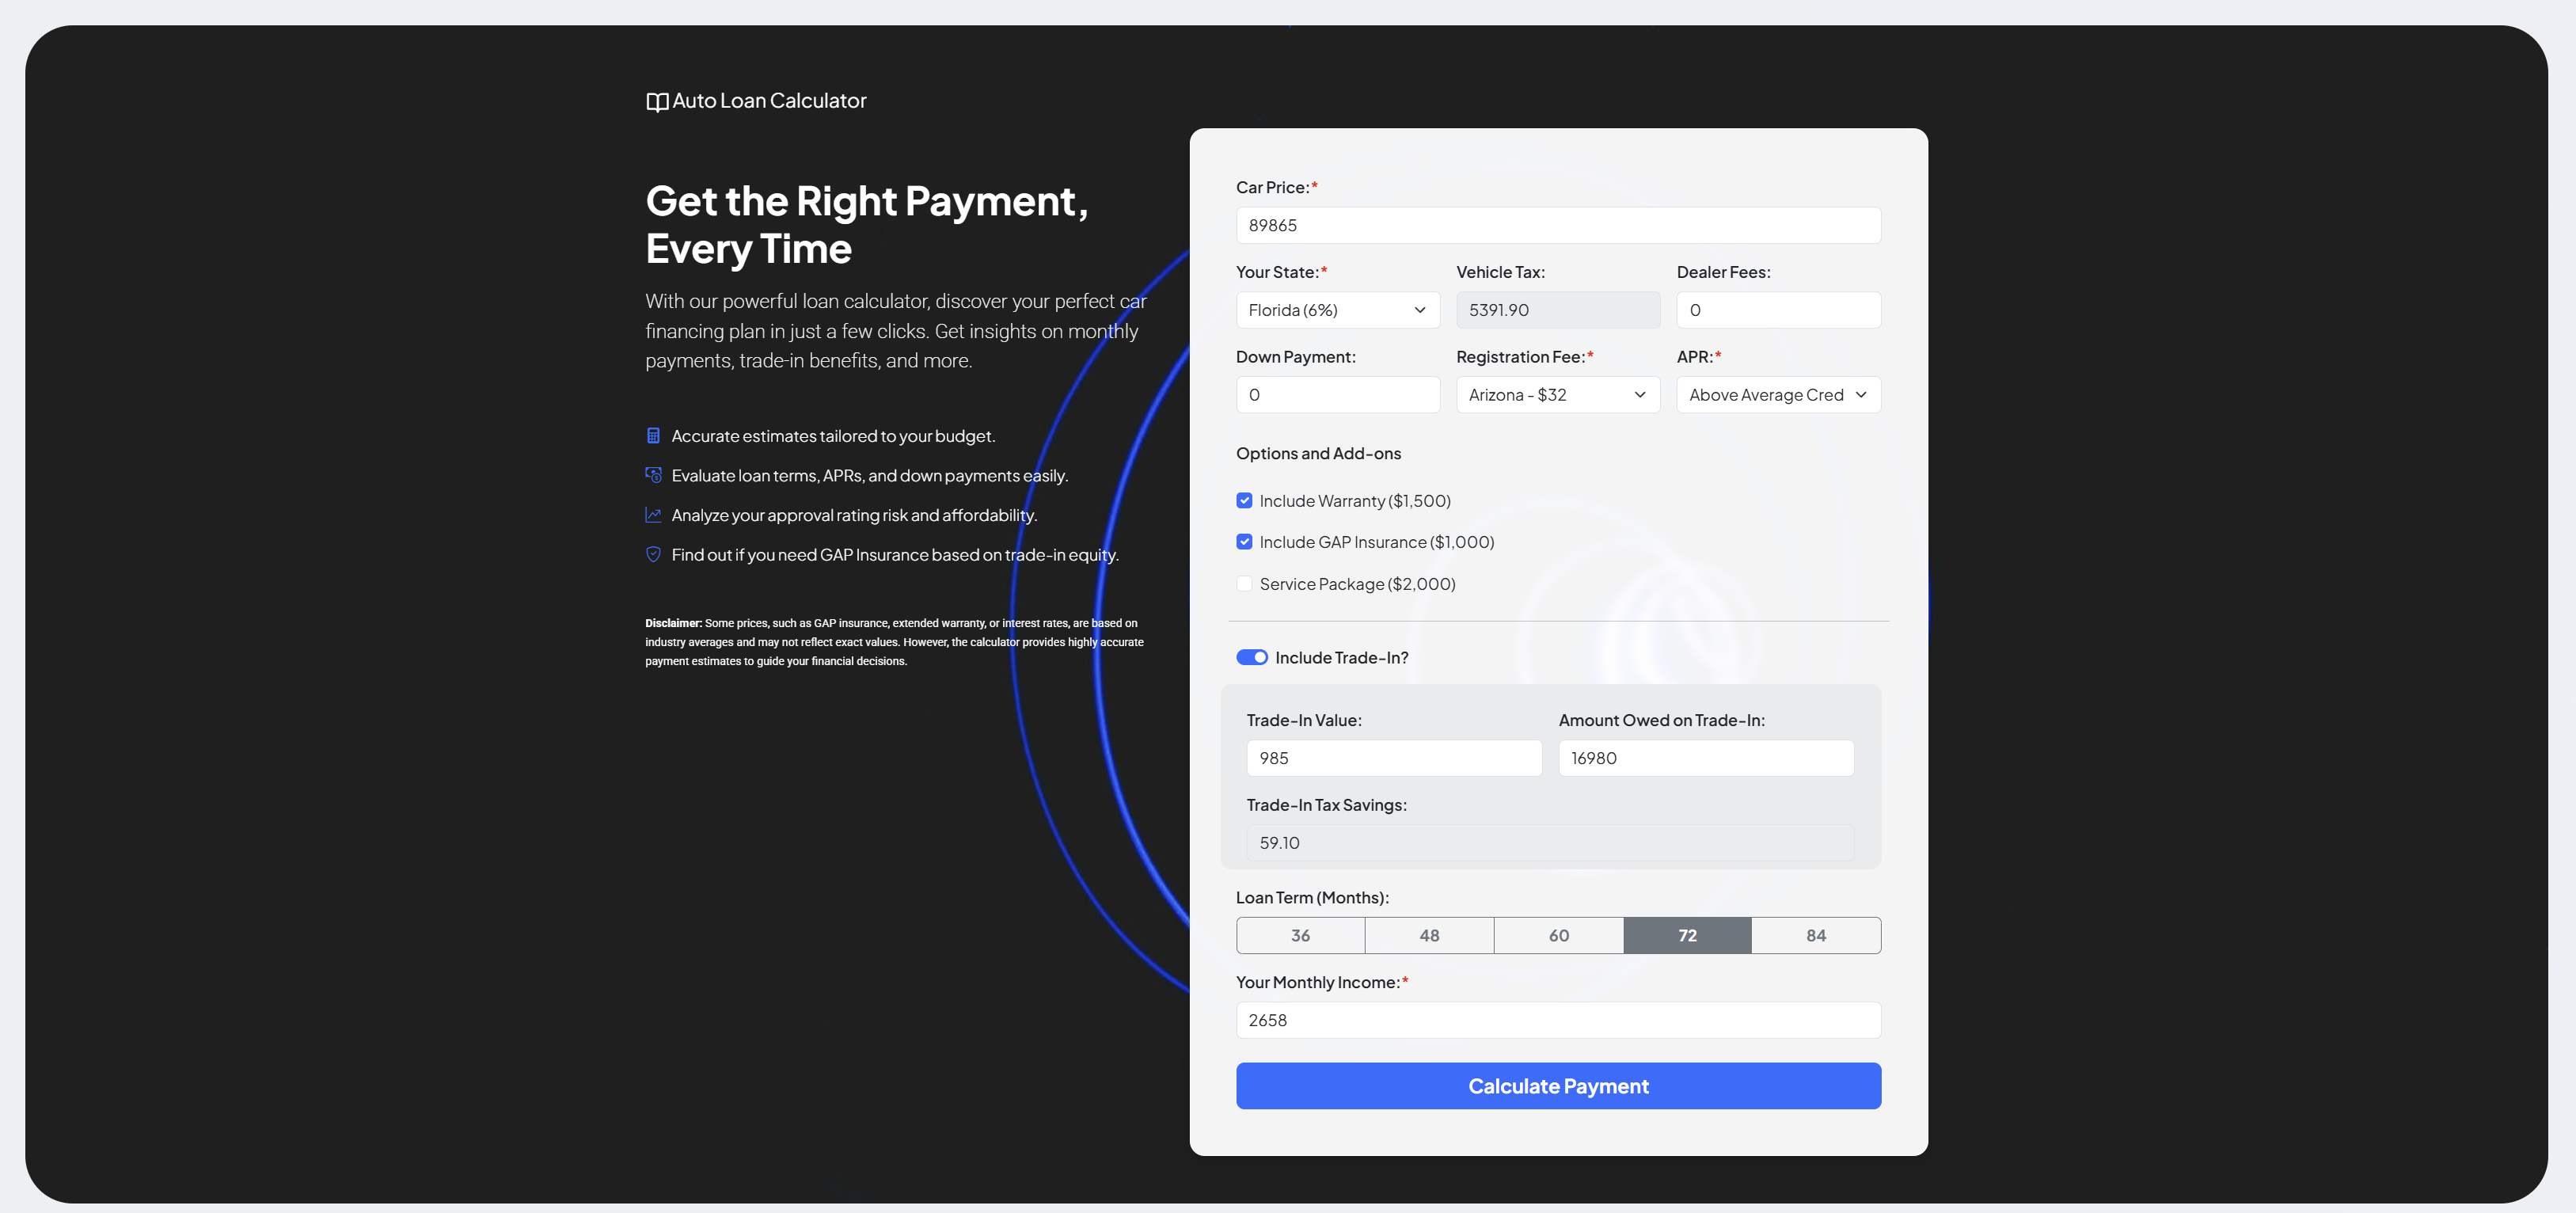 Auto Loan Calculator
Get the Right Payment,
Every Time
With our powerful loan calculator, discover your perfect car
financing plan in just a few clicks. Get insights on monthly
payments, trade-in benefits, and more.
Accurate estimates tailored to your budget.
Evaluate loan terms, APRs, and down payments easily.
Analyze your approval rating risk and affordability.
Find out if you need GAP Insurance based on trade-in equity.
Disclaimer: Some prices, such as GAP insurance, extended warranty, or interest rates, are based on
industry averages and may not reflect exact values. However, the calculator provides highly accurate
payment estimates to guide your financial decisions.
Car Price:*
89865
Your State:* Vehicle Tax: Dealer Fees:
Florida (6%) 5391.90 0
Down Payment: Registration Fee:* APR:*
0 Arizona - $32 Above Average Cred
Options and Add-ons
Include Warranty ($1,500)
Include GAP Insurance ($1,000)
Service Package ($2,000)
Include Trade-In?
Trade-In Value: Amount Owed on Trade-In:
985 16980
Trade-In Tax Savings:
59.10
Loan Term (Months):
36 48 60 72 84
Your Monthly Income:*
2658
Calculate Payment